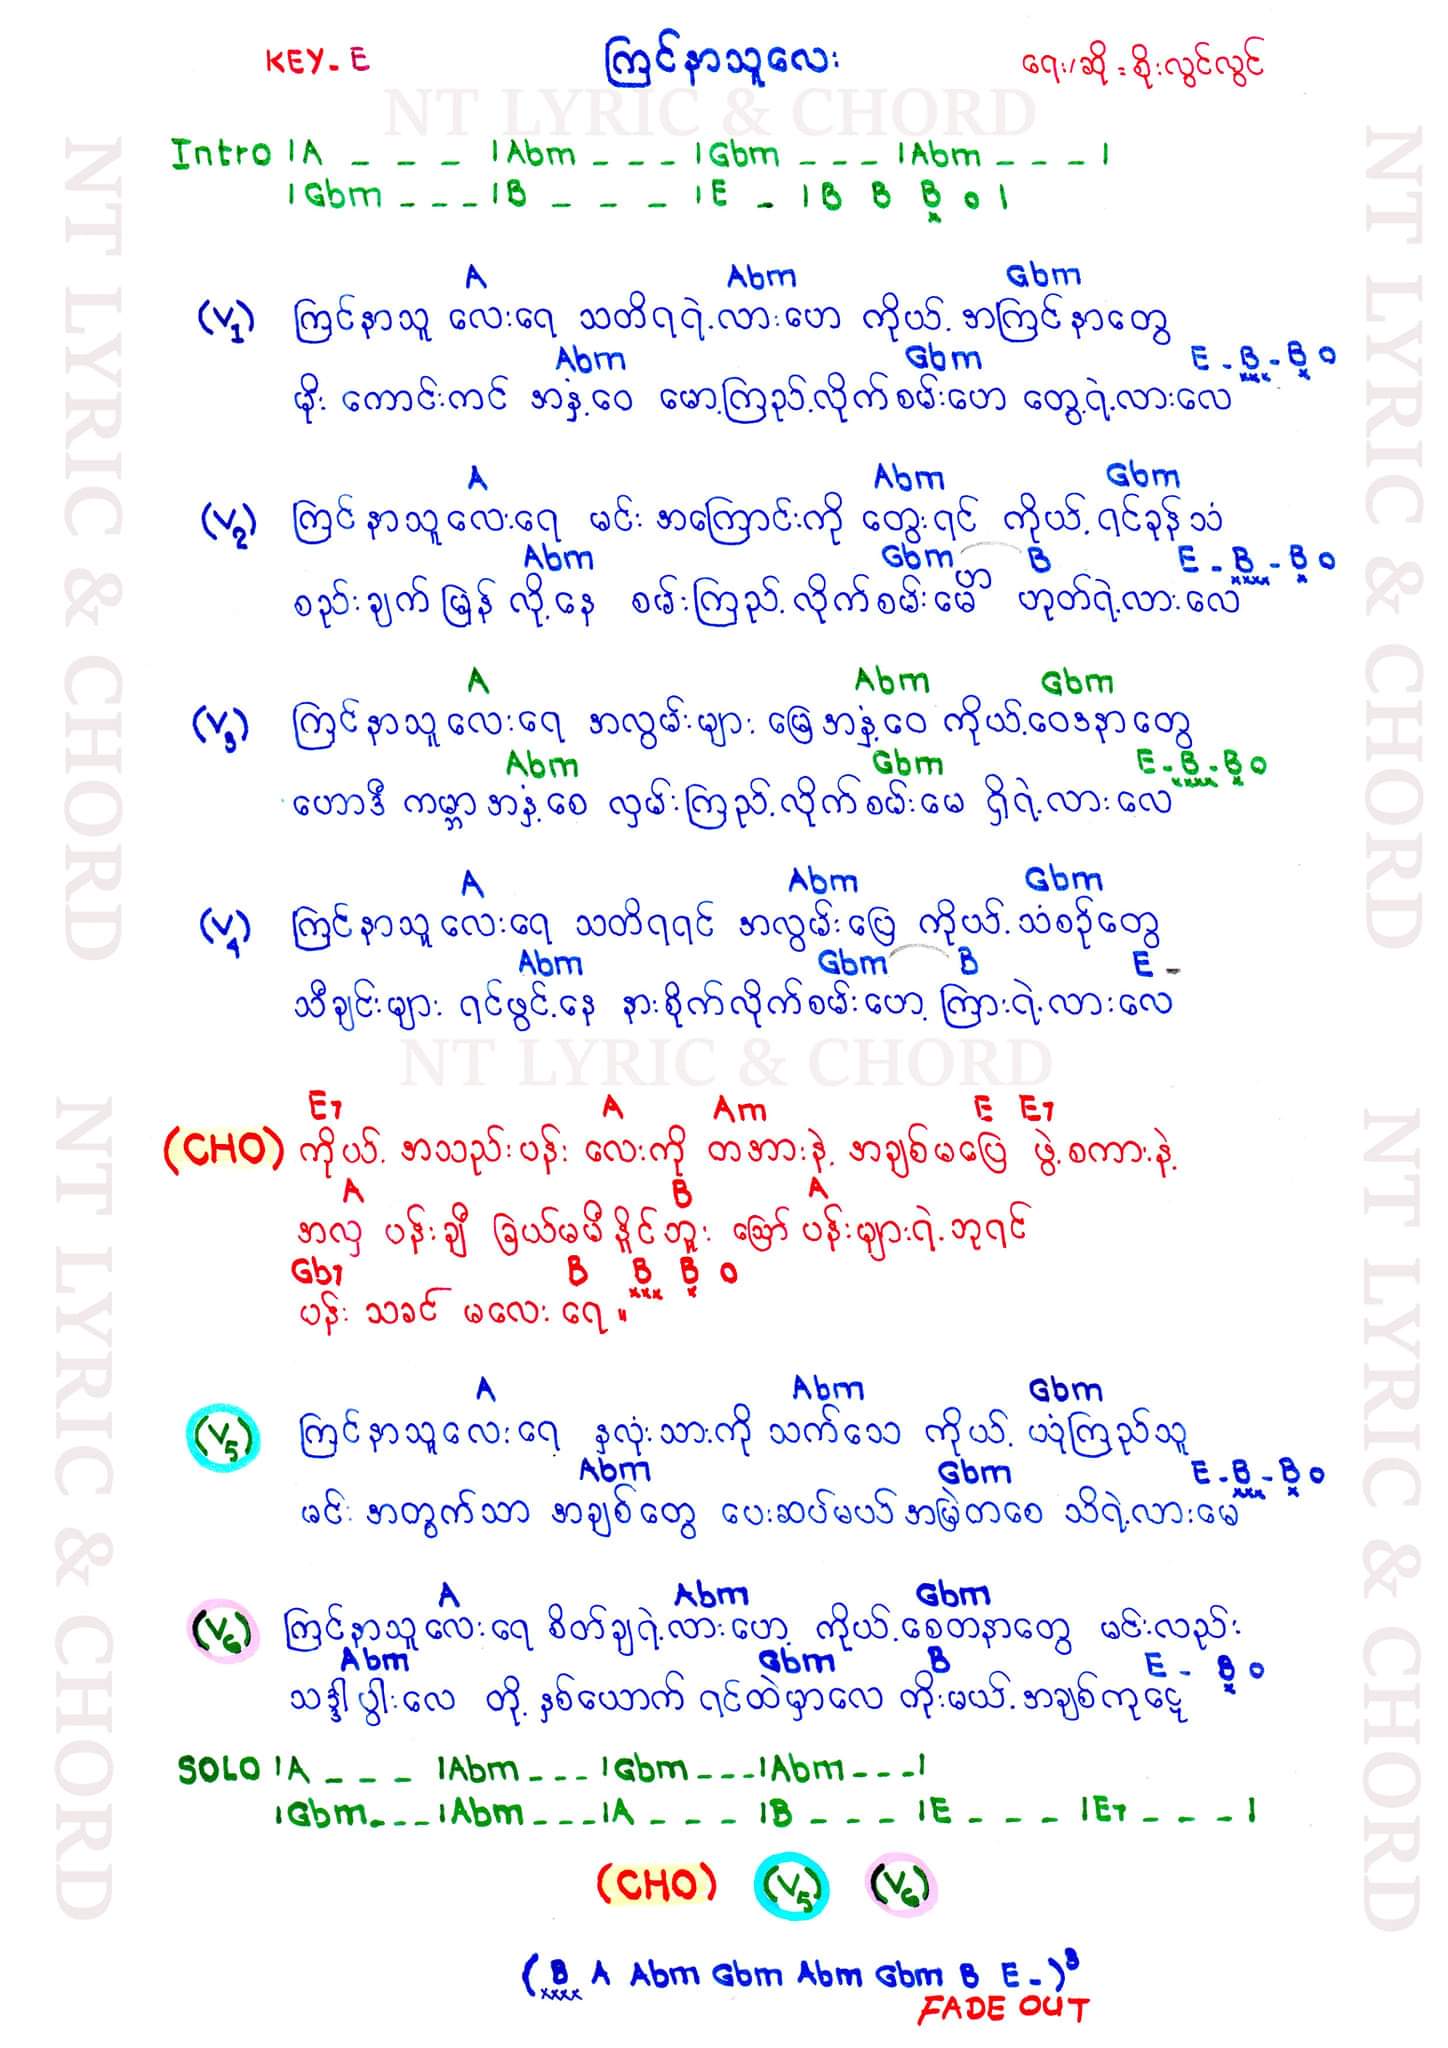 KEY - E ကြင်နာသူလေး ရေး/ဆို = စိုးလွင်လွင်
NT LYRIC & CHORD
Intro |A _ _ _ |Abm _ _ _ |Gbm _ _ _ |Abm _ _ _ |
|Gbm _ _ _ |B _ _ _ |E _ |B B B 0 |
x
A Abm Gbm
(V1) ကြင်နာသူ လေးရေ သတိရရဲ့လားဟေ ကိုယ့် အကြင်နာတွေ
Abm Gbm E - B - B 0
xxx x
မိုး ကောင်းကင် အနှံ့ဝေ မော့ကြည့်လိုက်စမ်းဟေ တွေ့ရဲ့လားလေ
A Abm Gbm
(V2) ကြင်နာသူလေးရေ မင်း အကြောင်းကို တွေးရင် ကိုယ့်ရင်ခုန်သံ
Abm Gbm B E - B - B 0
xxxx x
စည်းချက် မြန် လို့နေ စမ်းကြည့်လိုက်စမ်းမေ ဟာ ဟုတ်ရဲ့လားလေ
A Abm Gbm
(V3) ကြင်နာသူလေးရေ အလွမ်းများ မြေအနှံ့ဝေ ကိုယ့်ဝေဒနာတွေ
Abm Gbm E - B - B 0
xxxx x
ဟောဒီ ကမ္ဘာအနှံ့စေ လှမ်းကြည့်လိုက်စမ်းမေ ရှိရဲ့လားလေ
A Abm Gbm
(V4) ကြင်နာသူလေးရေ သတိရရင် အလွမ်းပြေ ကိုယ့်သံစဉ်တွေ
Abm Gbm B E -
သီချင်းများ ရင်ဖွင့်နေ နားစိုက်လိုက်စမ်းဟော့ ကြားရဲ့လားလေ
NT LYRIC & CHORD
E7 A Am E E7
(CHO) ကိုယ့် အသည်းပန်း လေးကို တအားနဲ့ အချစ်မပြေ ဖွဲ့စကားနဲ့
A B A
အလှ ပန်းချီ ခြယ်မမီနိုင်ဘူး ဪ ပန်းများရဲ့ဘုရင်
Gb7 B B B 0
xxx x
ပန်း သခင် မလေး ရေ။
A Abm Gbm
(V5) ကြင်နာသူလေးရေ နှလုံးသားကို သက်သေ ကိုယ့် ယုံကြည်သူ
Abm Gbm E - B - B 0
xxx x
မင်း အတွက်သာ အချစ်တွေ ပေးဆပ်မယ်အမြဲတစေ သိရဲ့လားမေ
A Abm Gbm
(V6) ကြင်နာသူလေးရေ စိတ်ချရဲ့လားဟော့ ကိုယ့်စေတနာတွေ မင်းလည်း
Abm Gbm B E - B 0
x
သဒ္ဒါပွါးလေ တို့ နှစ်ယောက် ရင်ထဲမှာလေ တိုးမယ့်အချစ်ကုဋေ
SOLO |A _ _ _ |Abm _ _ _ |Gbm _ _ _ |Abm _ _ _ |
|Gbm _ _ _ |Abm _ _ _ |A _ _ _ |B _ _ _ |E _ _ _ |E7 _ _ _ |
(CHO) (V5) (V6)
(B A Abm Gbm Abm Gbm B E -)3
xxxx
FADE OUT
NT LYRIC & CHORD
NT LYRIC & CHORD
NT LYRIC & CHORD
NT LYRIC & CHORD